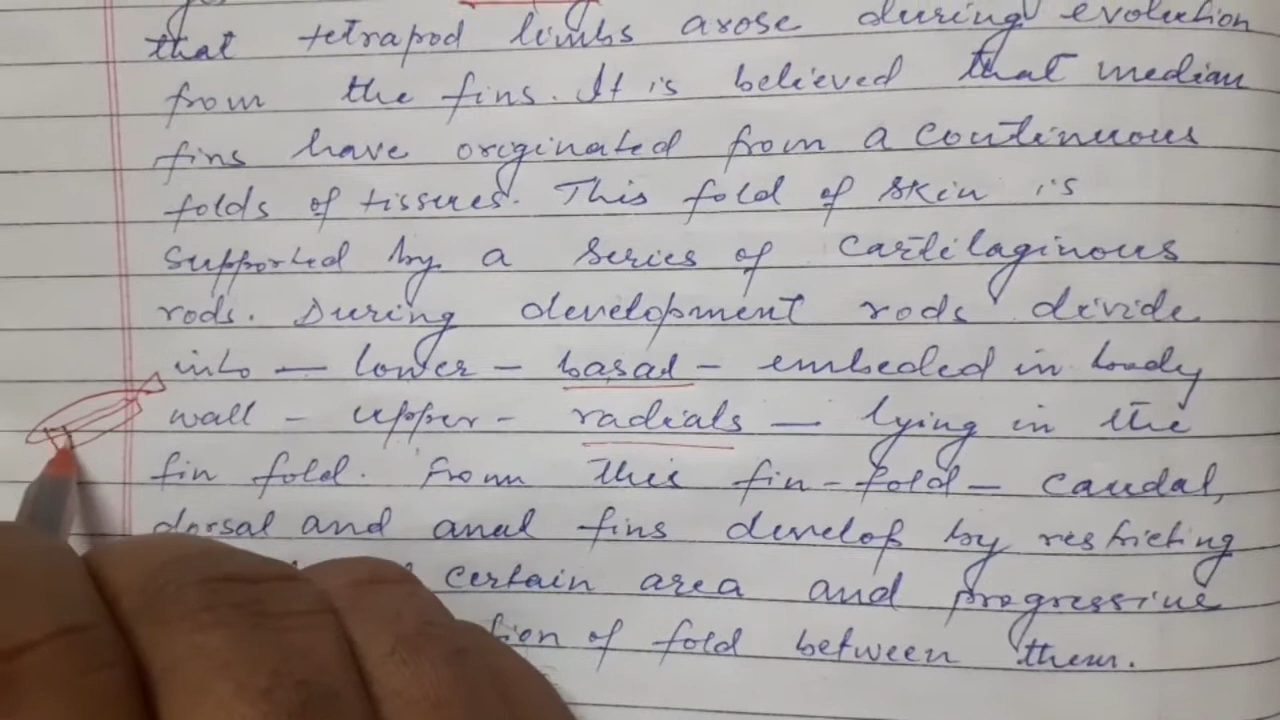 that tetrapod limbs arose during evolution
from the fins. It is believed that median
fins have originated from a continuous
folds of tissues. This fold of skin is
supported by a series of cartilaginous
rods. During development rods divide
into — lower - basal - embeded in body
wall - upper - radials — lying in the
fin fold. From this fin-fold - caudal,
dorsal and anal fins develop by restricting
certain area and progressive
of fold between them.